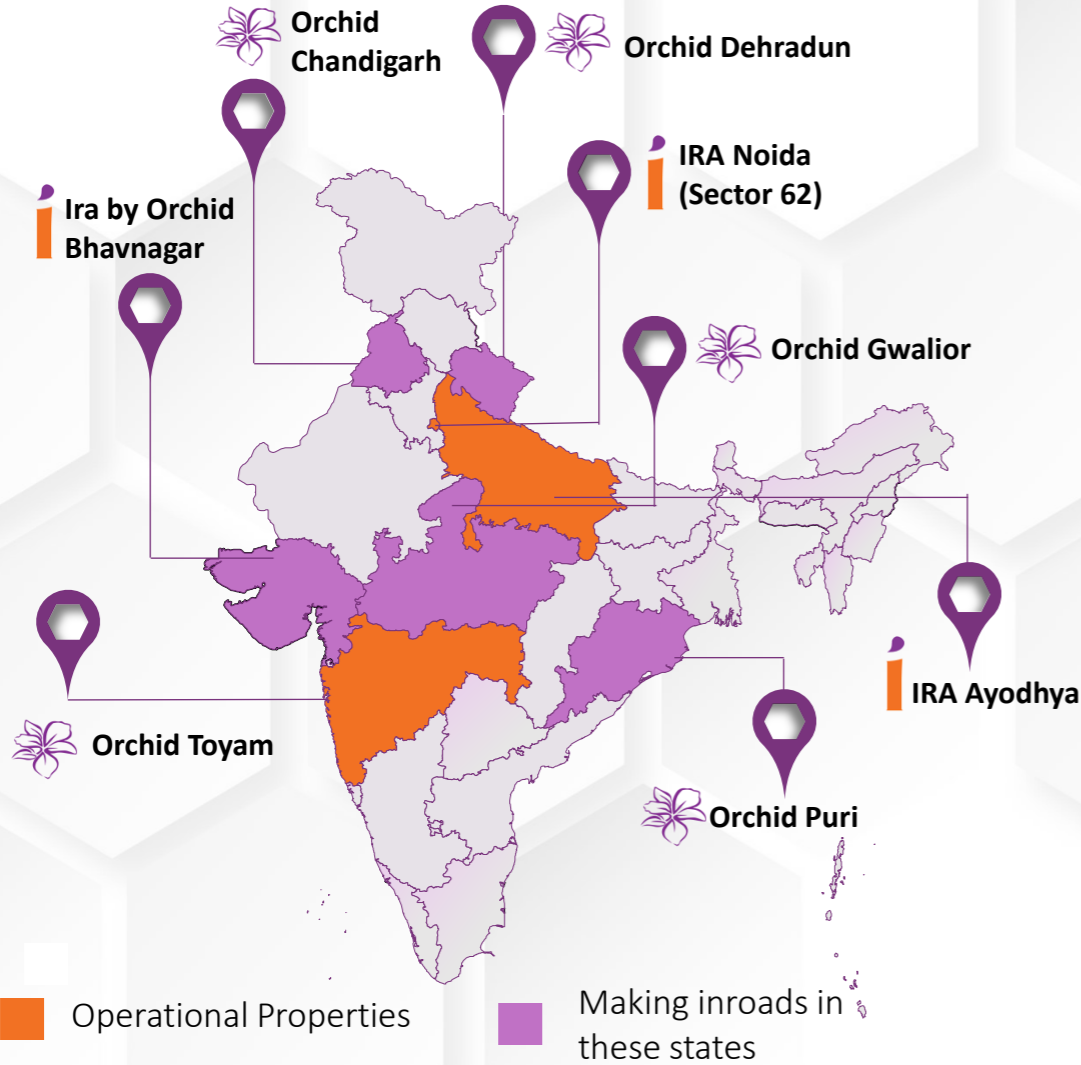 Orchid
Chandigarh
Orchid Dehradun
IRA Noida
(Sector 62)
Ira by Orchid
Bhavnagar
Orchid Gwalior
IRA Ayodhya
Orchid Toyam
Orchid Puri
Operational Properties
Making inroads in
these states